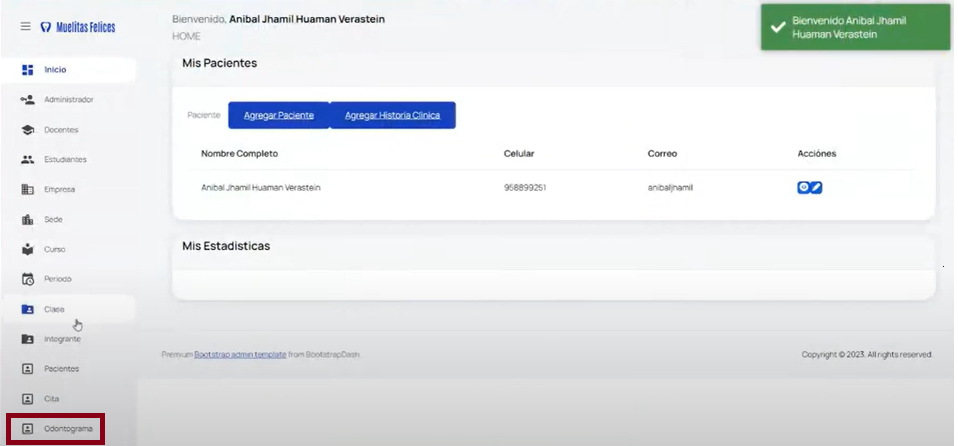 Muelitas Felices
Bienvenido, Anibal Jhamil Huaman Verastein
HOME
Bienvenido Anibal Jhamil
Huaman Verastein
Inicio
Administrador
Docentes
Estudiantes
Empresa
Sede
Curso
Periodo
Clase
Integrante
Pacientes
Cita
Odontograma
Mis Pacientes
Paciente Agregar Paciente Agregar Historia Clinica
Nombre Completo Celular Correo Acciónes
Anibal Jhamil Huaman Verastein 958899251 anibaljhamil
Mis Estadisticas
Premium Bootstrap admin template from BootstrapDash. Copyright © 2023. All rights reserved.